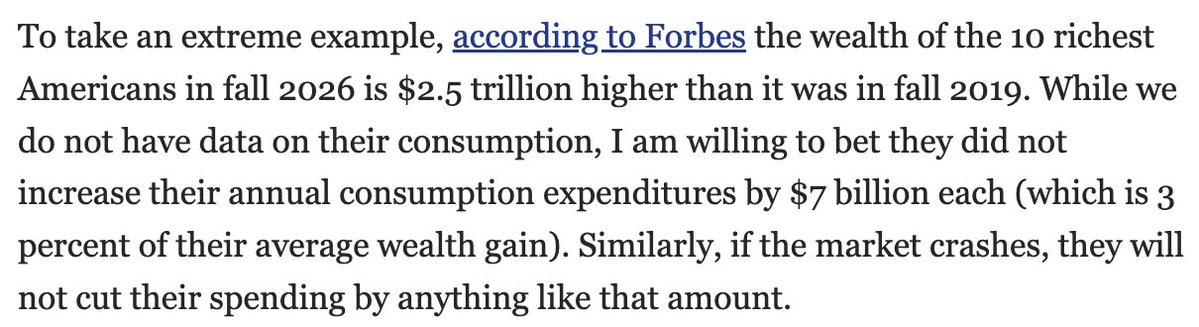 To take an extreme example, according to Forbes the wealth of the 10 richest
Americans in fall 2026 is $2.5 trillion higher than it was in fall 2019. While we
do not have data on their consumption, I am willing to bet they did not
increase their annual consumption expenditures by $7 billion each (which is 3
percent of their average wealth gain). Similarly, if the market crashes, they will
not cut their spending by anything like that amount.